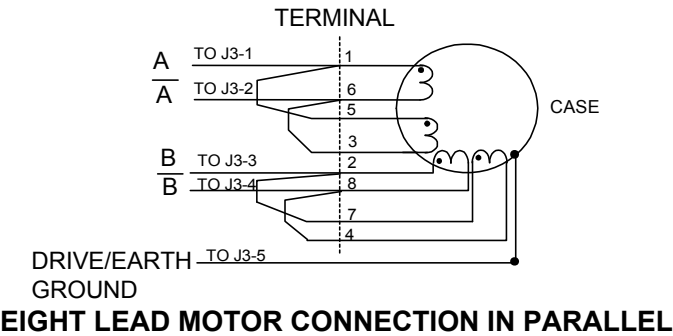 TERMINAL
A TO J3-1 1
A TO J3-2 6
5
CASE
3
B TO J3-3 2
B TO J3-4 8
7
4
DRIVE/EARTH TO J3-5
GROUND
EIGHT LEAD MOTOR CONNECTION IN PARALLEL